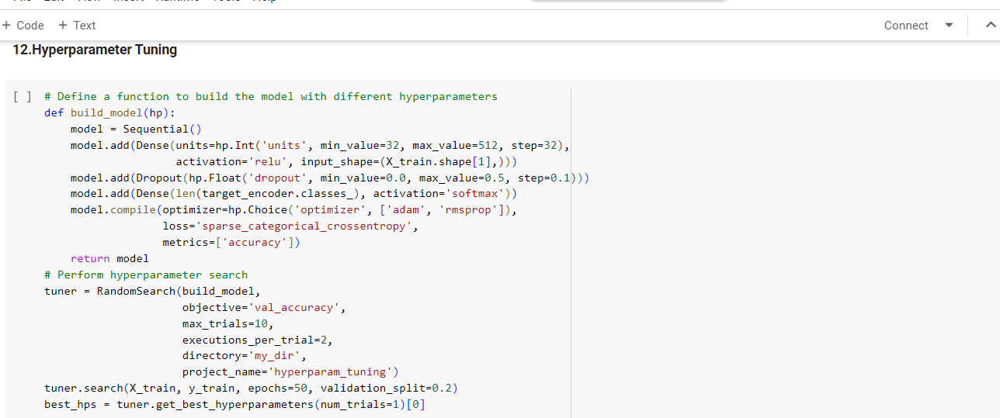 + Code + Text Connect
12.Hyperparameter Tuning
[ ] # Define a function to build the model with different hyperparameters
def build_model(hp):
    model = Sequential()
    model.add(Dense(units=hp.Int('units', min_value=32, max_value=512, step=32),
                    activation='relu', input_shape=(X_train.shape[1],)))
    model.add(Dropout(hp.Float('dropout', min_value=0.0, max_value=0.5, step=0.1)))
    model.add(Dense(len(target_encoder.classes_), activation='softmax'))
    model.compile(optimizer=hp.Choice('optimizer', ['adam', 'rmsprop']),
                  loss='sparse_categorical_crossentropy',
                  metrics=['accuracy'])
    return model
# Perform hyperparameter search
tuner = RandomSearch(build_model,
                     objective='val_accuracy',
                     max_trials=10,
                     executions_per_trial=2,
                     directory='my_dir',
                     project_name='hyperparam_tuning')
tuner.search(X_train, y_train, epochs=50, validation_split=0.2)
best_hps = tuner.get_best_hyperparameters(num_trials=1)[0]